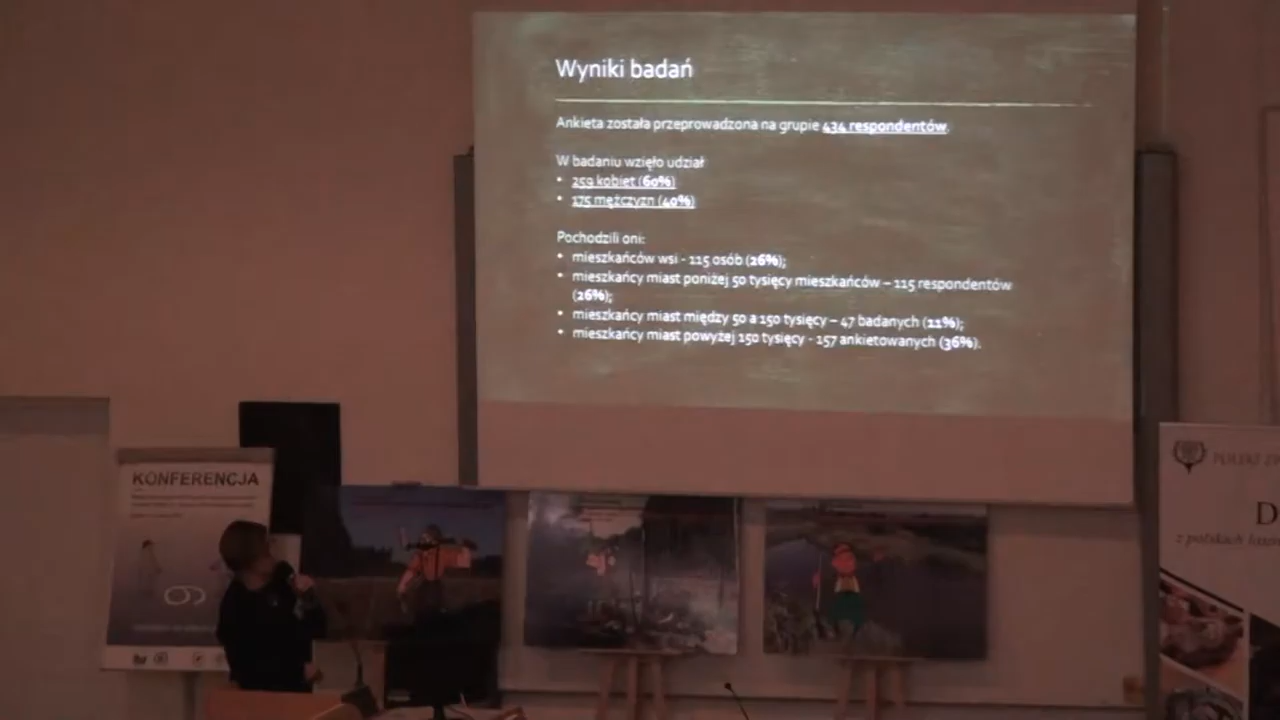 Wyniki badań
Ankieta została przeprowadzona na grupie 434 respondentów.
W badaniu wzięło udział
• 259 kobiet (60%)
• 175 mężczyzn (40%)
Pochodzili oni:
• mieszkańców wsi - 115 osób (26%);
• mieszkańcy miast poniżej 50 tysięcy mieszkańców – 115 respondentów
(26%);
• mieszkańcy miast między 50 a 150 tysięcy – 47 badanych (11%);
• mieszkańcy miast powyżej 150 tysięcy - 157 ankietowanych (36%).
KONFERENCJA
POLSKI
D
z polskich